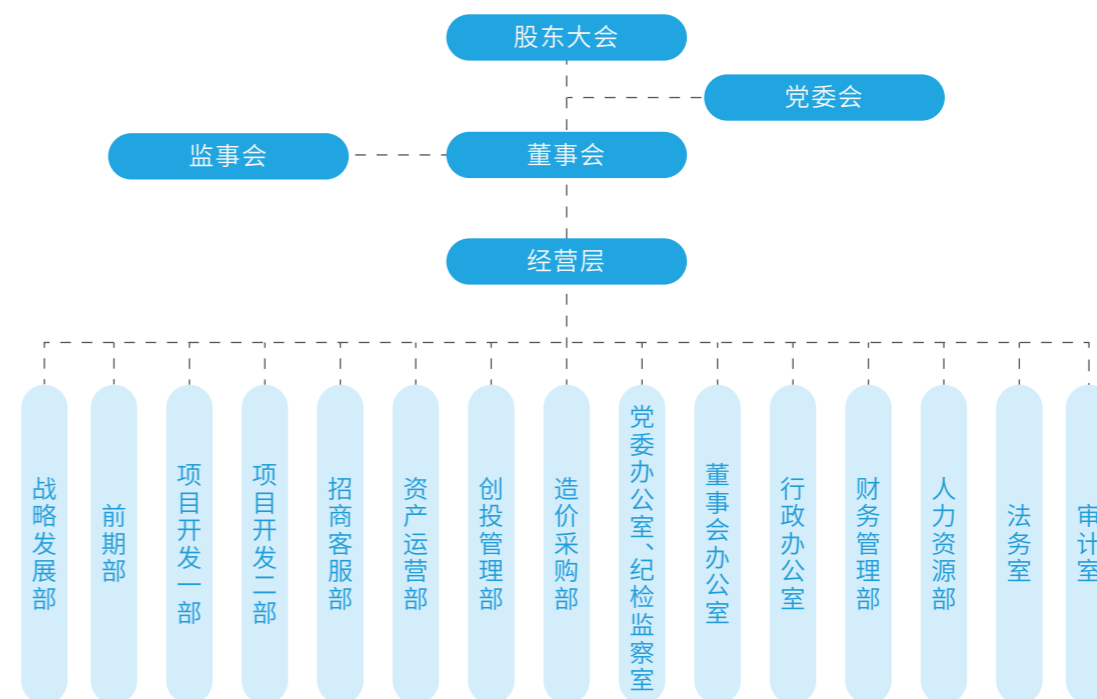 股东大会
党委会
监事会
董事会
经营层
战略发展部
前期部
项目开发一部
项目开发二部
招商客服部
资产运营部
创投管理部
造价采购部
党委办公室、纪检监察室
董事会办公室
行政办公室
财务管理部
人力资源部
法务室
审计室